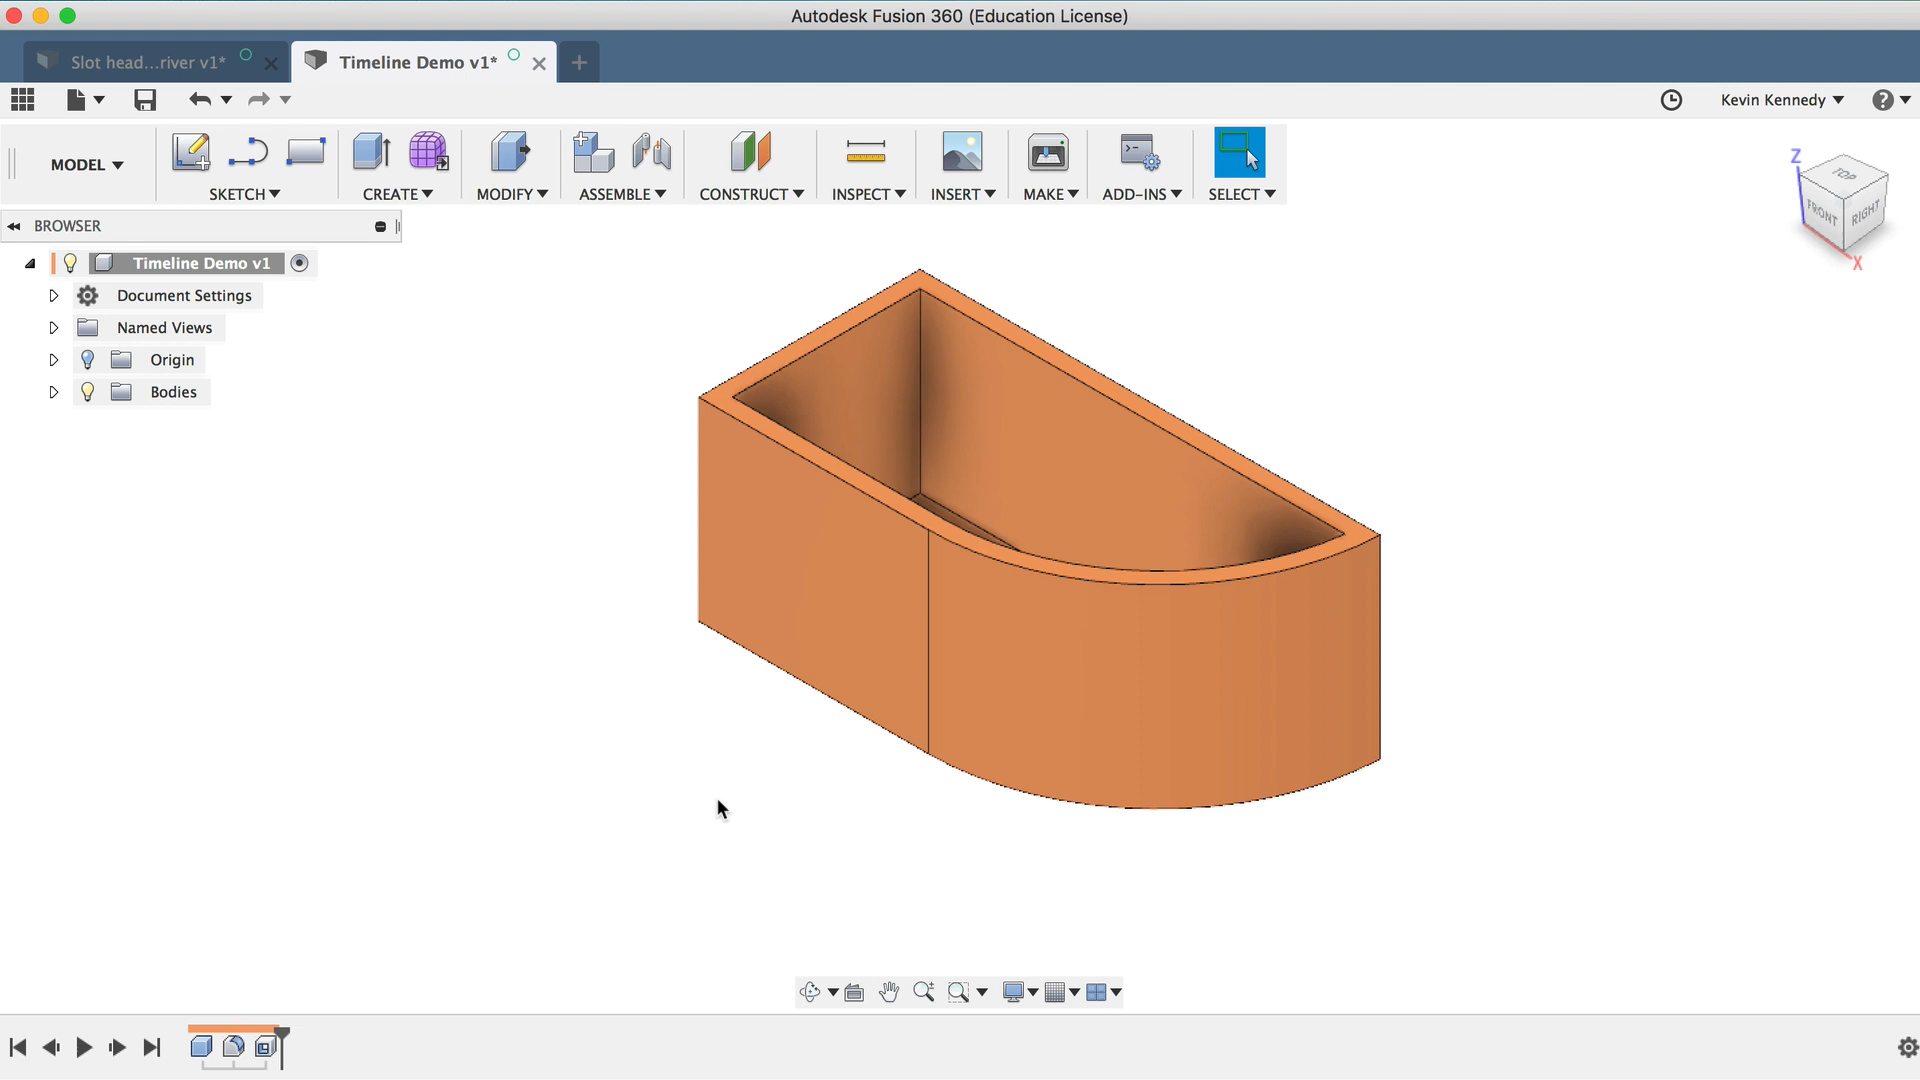 Autodesk Fusion 360 (Education License)
Slot head...river v1*
Timeline Demo v1*
Kevin Kennedy
MODEL
SKETCH
CREATE
MODIFY
ASSEMBLE
CONSTRUCT
INSPECT
INSERT
MAKE
ADD-INS
SELECT
Z
TOP
FRONT
RIGHT
X
BROWSER
Timeline Demo v1
Document Settings
Named Views
Origin
Bodies